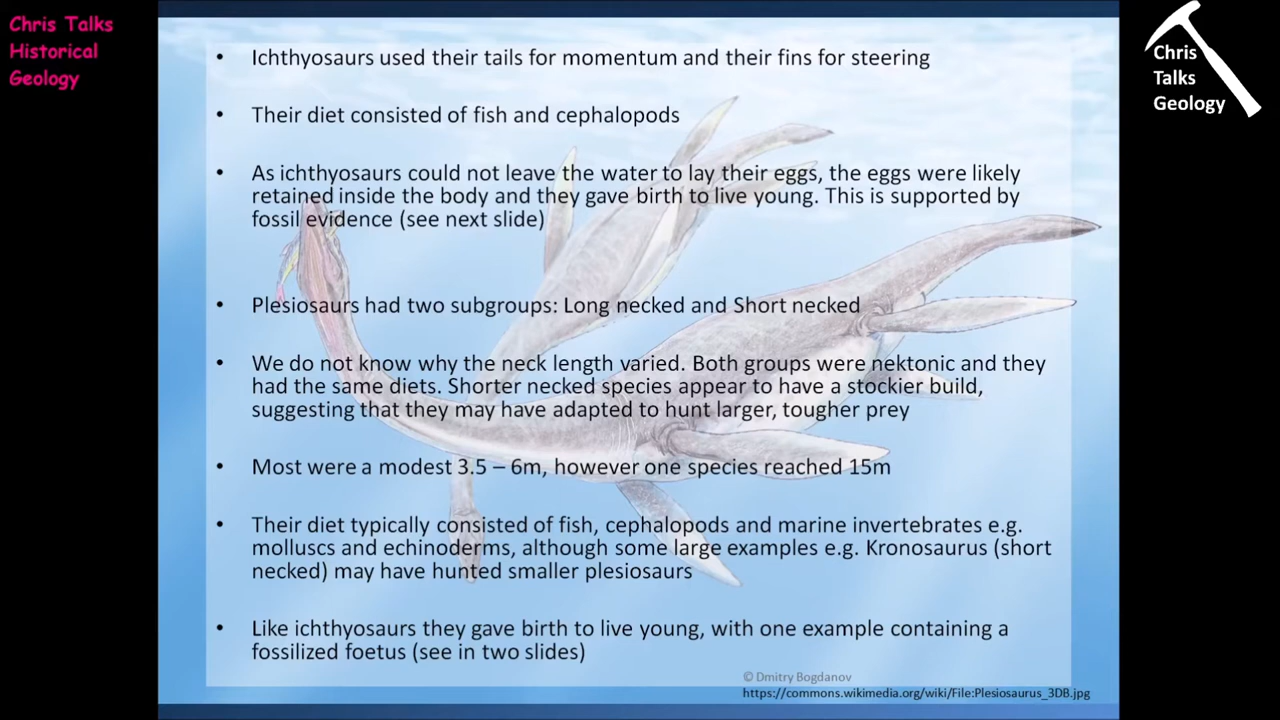 Chris Talks
Historical
Geology
Chris
Talks
Geology
• Ichthyosaurs used their tails for momentum and their fins for steering
• Their diet consisted of fish and cephalopods
• As ichthyosaurs could not leave the water to lay their eggs, the eggs were likely
retained inside the body and they gave birth to live young. This is supported by
fossil evidence (see next slide)
• Plesiosaurs had two subgroups: Long necked and Short necked
• We do not know why the neck length varied. Both groups were nektonic and they
had the same diets. Shorter necked species appear to have a stockier build,
suggesting that they may have adapted to hunt larger, tougher prey
• Most were a modest 3.5 – 6m, however one species reached 15m
• Their diet typically consisted of fish, cephalopods and marine invertebrates e.g.
molluscs and echinoderms, although some large examples e.g. Kronosaurus (short
necked) may have hunted smaller plesiosaurs
• Like ichthyosaurs they gave birth to live young, with one example containing a
fossilized foetus (see in two slides)
© Dmitry Bogdanov
https://commons.wikimedia.org/wiki/File:Plesiosaurus_3DB.jpg